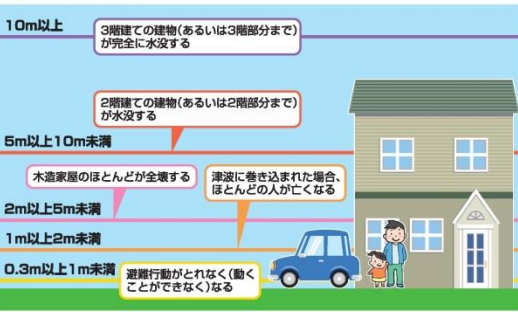 10m以上
3階建ての建物(あるいは3階部分まで)
が完全に水没する
2階建ての建物(あるいは2階部分まで)
が水没する
5m以上10m未満
木造家屋のほとんどが全壊する
津波に巻き込まれた場合、
ほとんどの人が亡くなる
2m以上5m未満
1m以上2m未満
0.3m以上1m未満
避難行動がとれなく(動く
ことができなく)なる